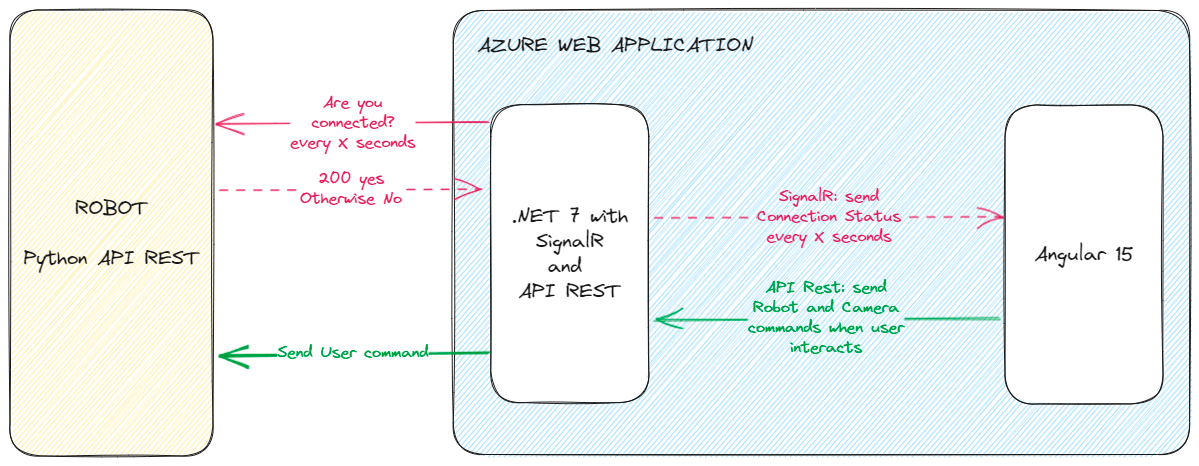 AZURE WEB APPLICATION
ROBOT
Python API REST
Are you
connected?
every X seconds
200 yes
Otherwise No
Send User command
.NET 7 with
SignalR
and
API REST
SignalR: send
Connection Status
every X seconds
API Rest: send
Robot and Camera
commands when user
interacts
Angular 15